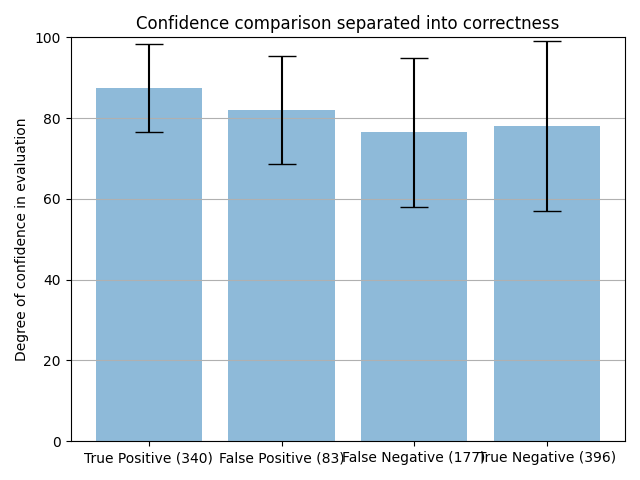 Confidence comparison separated into correctness
Degree of confidence in evaluation
100
80
60
40
20
0
True Positive (340)
False Positive (83)
False Negative (177)
True Negative (396)